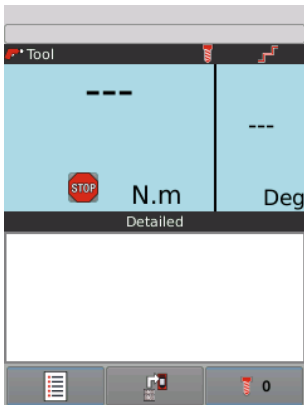 Tool
---
---
STOP
N.m
Deg
Detailed
0